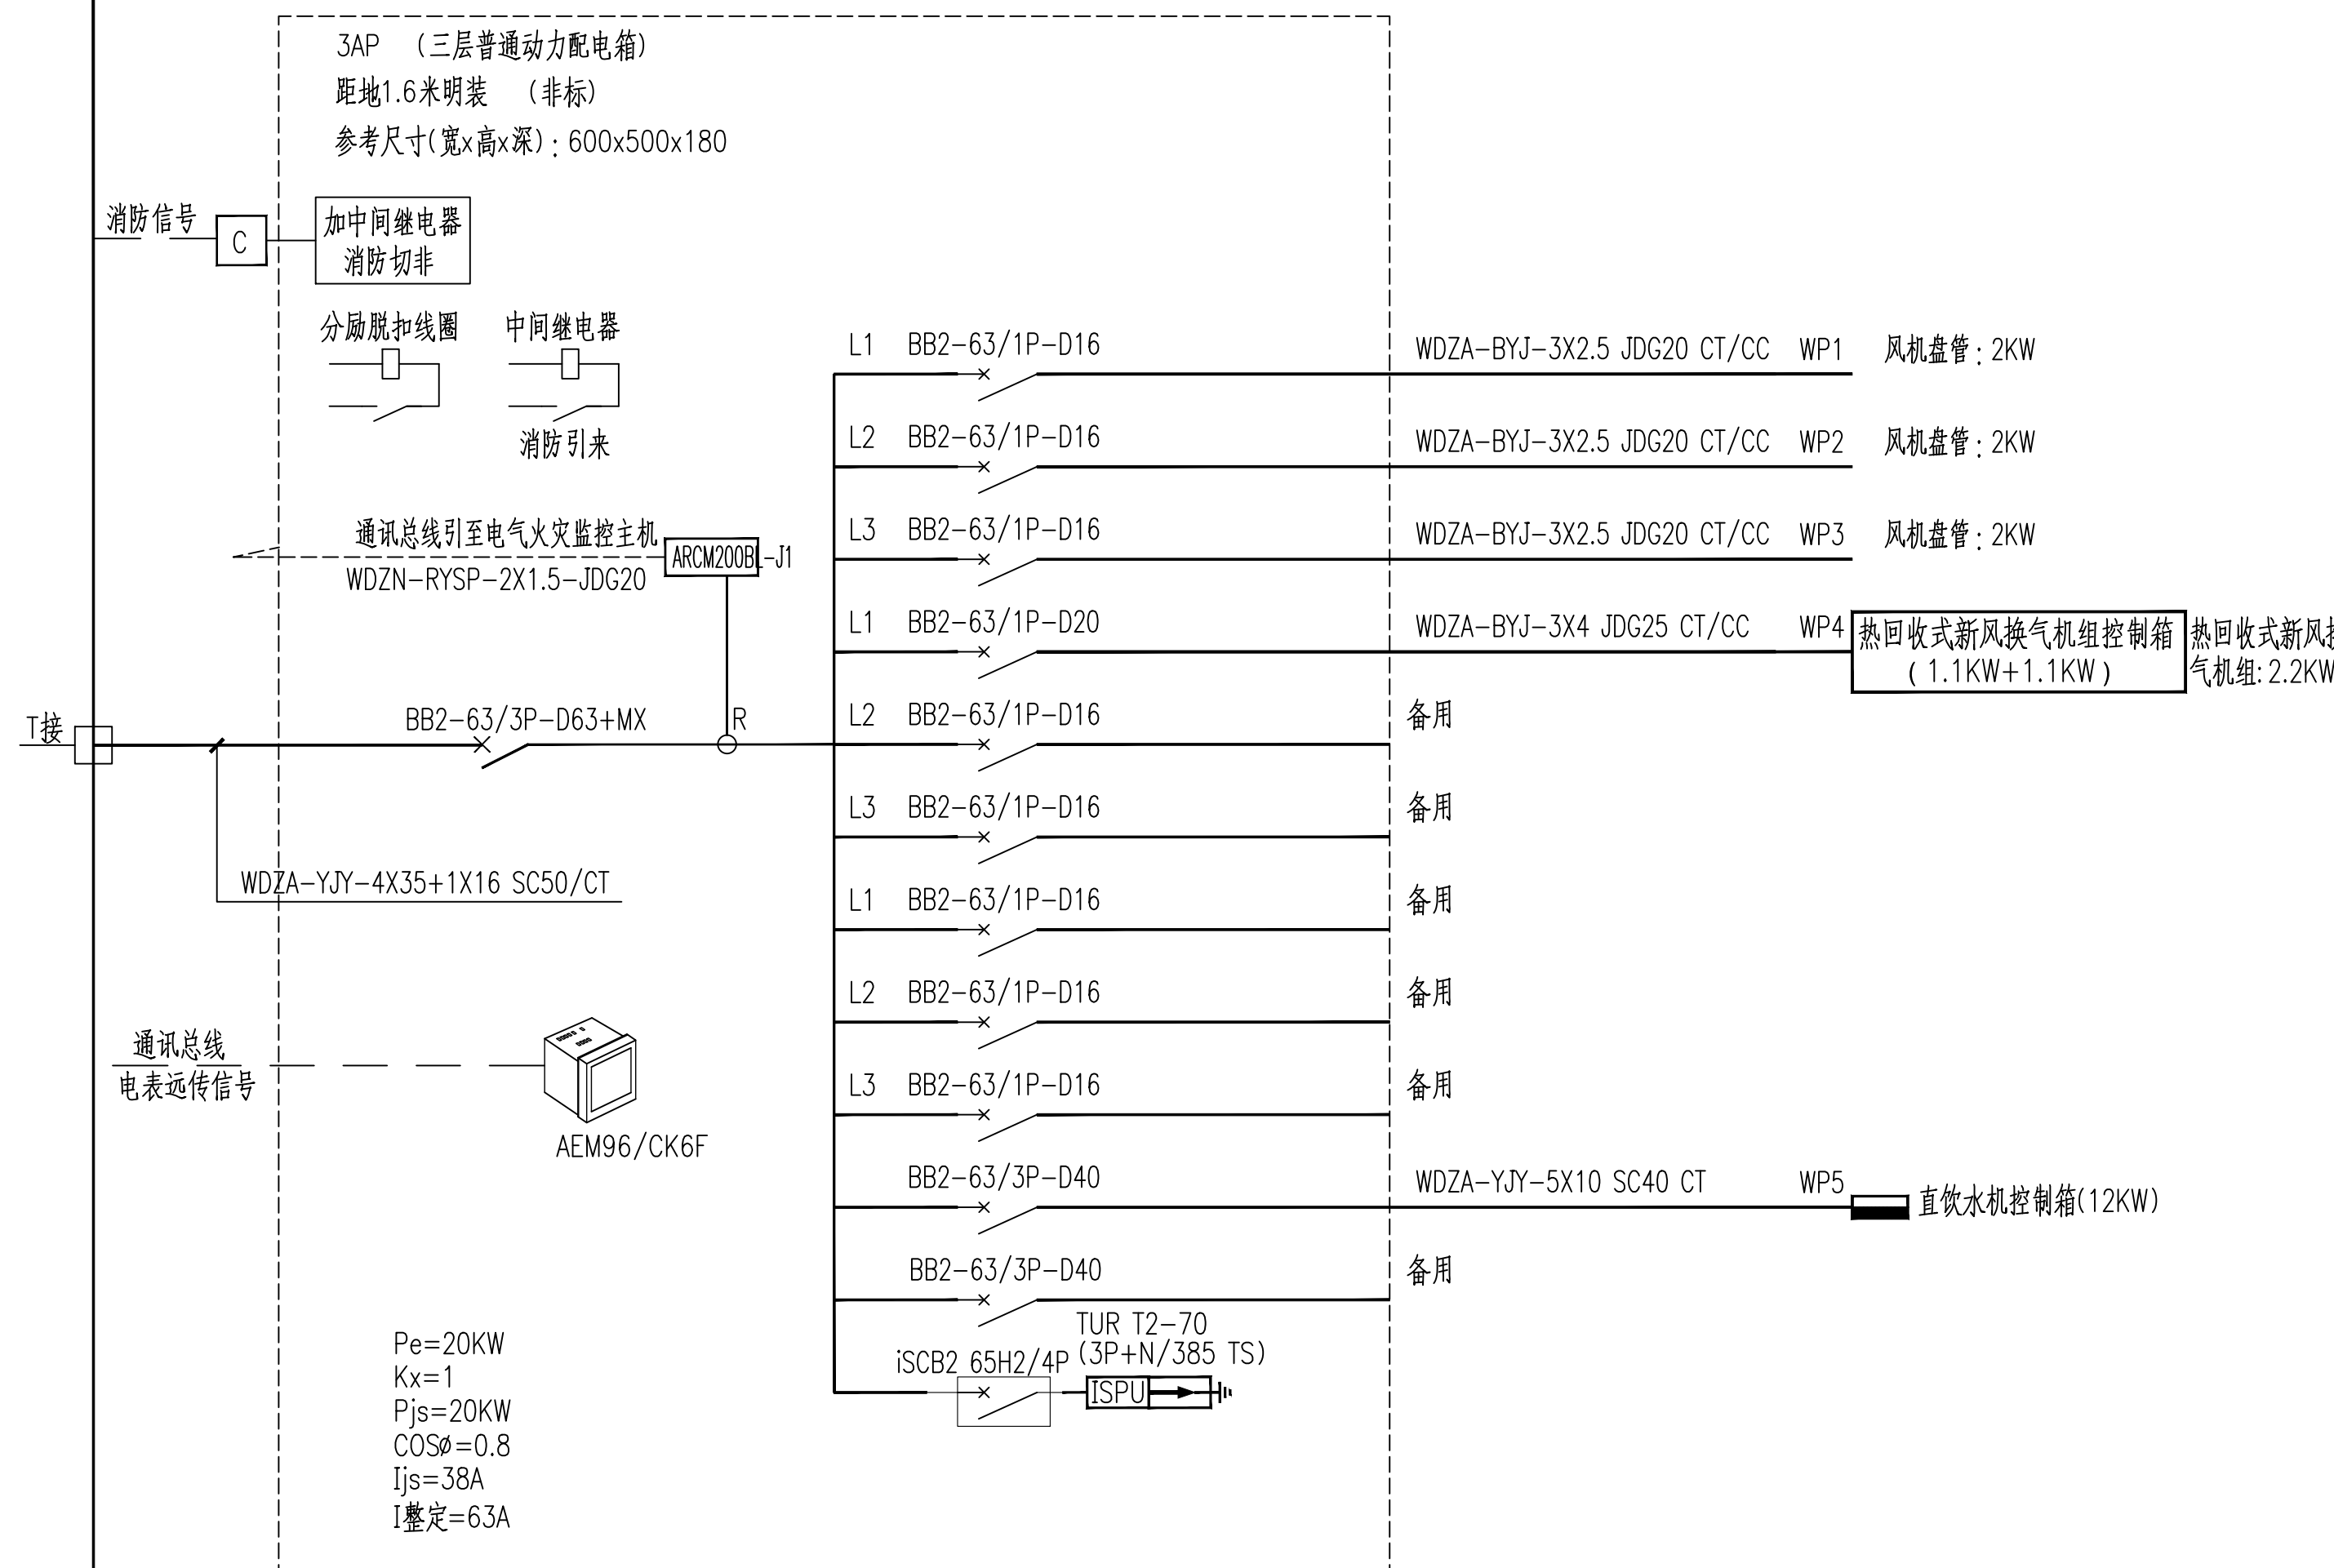 3AP （三层普通动力配电箱)
距地1.6米明装 （非标)
参考尺寸(宽x高x深)：600x500x180
消防信号
C
加中间继电器
消防切非
分励脱扣线圈
中间继电器
消防引来
通讯总线引至电气火灾监控主机
WDZN-RYSP-2X1.5-JDG20
ARCM200BL-J1
T接
BB2-63/3P-D63+MX
R
WDZA-YJY-4X35+1X16 SC50/CT
通讯总线
电表远传信号
AEM96/CK6F
L1 BB2-63/1P-D16 WDZA-BYJ-3X2.5 JDG20 CT/CC WP1 风机盘管：2KW
L2 BB2-63/1P-D16 WDZA-BYJ-3X2.5 JDG20 CT/CC WP2 风机盘管：2KW
L3 BB2-63/1P-D16 WDZA-BYJ-3X2.5 JDG20 CT/CC WP3 风机盘管：2KW
L1 BB2-63/1P-D20 WDZA-BYJ-3X4 JDG25 CT/CC WP4
热回收式新风换气机组控制箱
（1.1KW+1.1KW）
热回收式新风换
气机组:2.2KW
L2 BB2-63/1P-D16 备用
L3 BB2-63/1P-D16 备用
L1 BB2-63/1P-D16 备用
L2 BB2-63/1P-D16 备用
L3 BB2-63/1P-D16 备用
BB2-63/3P-D40 WDZA-YJY-5X10 SC40 CT WP5 直饮水机控制箱(12KW)
BB2-63/3P-D40 备用
TUR T2-70
(3P+N/385 TS)
iSCB2 65H2/4P
ISPU
Pe=20KW
Kx=1
Pjs=20KW
COSø=0.8
Ijs=38A
I整定=63A